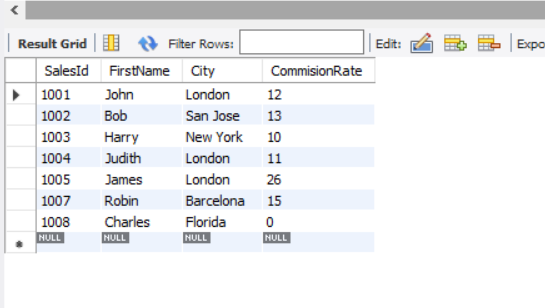 Result Grid Filter Rows: Edit: Expo
SalesId FirstName City CommisionRate
1001 John London 12
1002 Bob San Jose 13
1003 Harry New York 10
1004 Judith London 11
1005 James London 26
1007 Robin Barcelona 15
1008 Charles Florida 0
NULL NULL NULL NULL